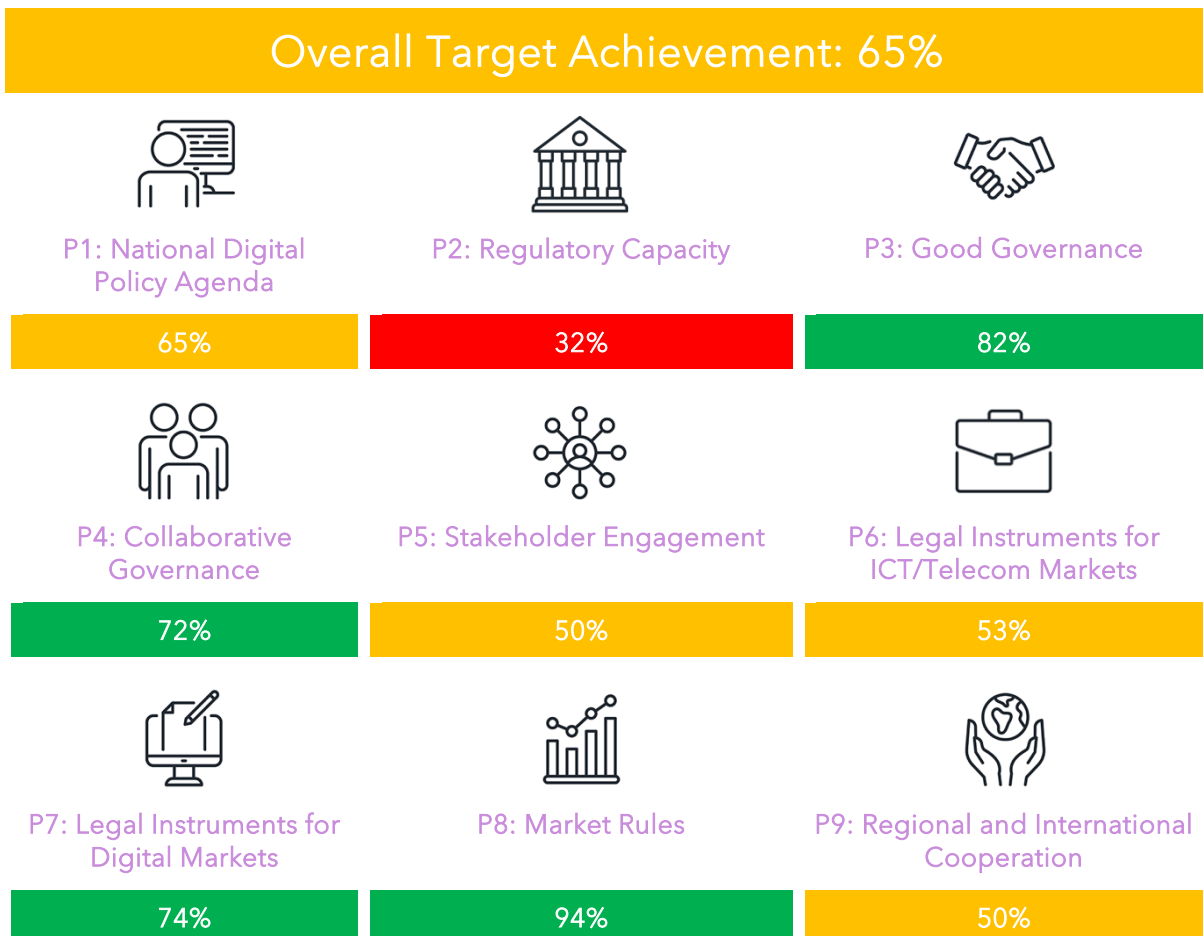 Overall Target Achievement: 65%
P1: National Digital
Policy Agenda
65%
P2: Regulatory Capacity
32%
P3: Good Governance
82%
P4: Collaborative
Governance
72%
P5: Stakeholder Engagement
50%
P6: Legal Instruments for
ICT/Telecom Markets
53%
P7: Legal Instruments for
Digital Markets
74%
P8: Market Rules
94%
P9: Regional and International
Cooperation
50%